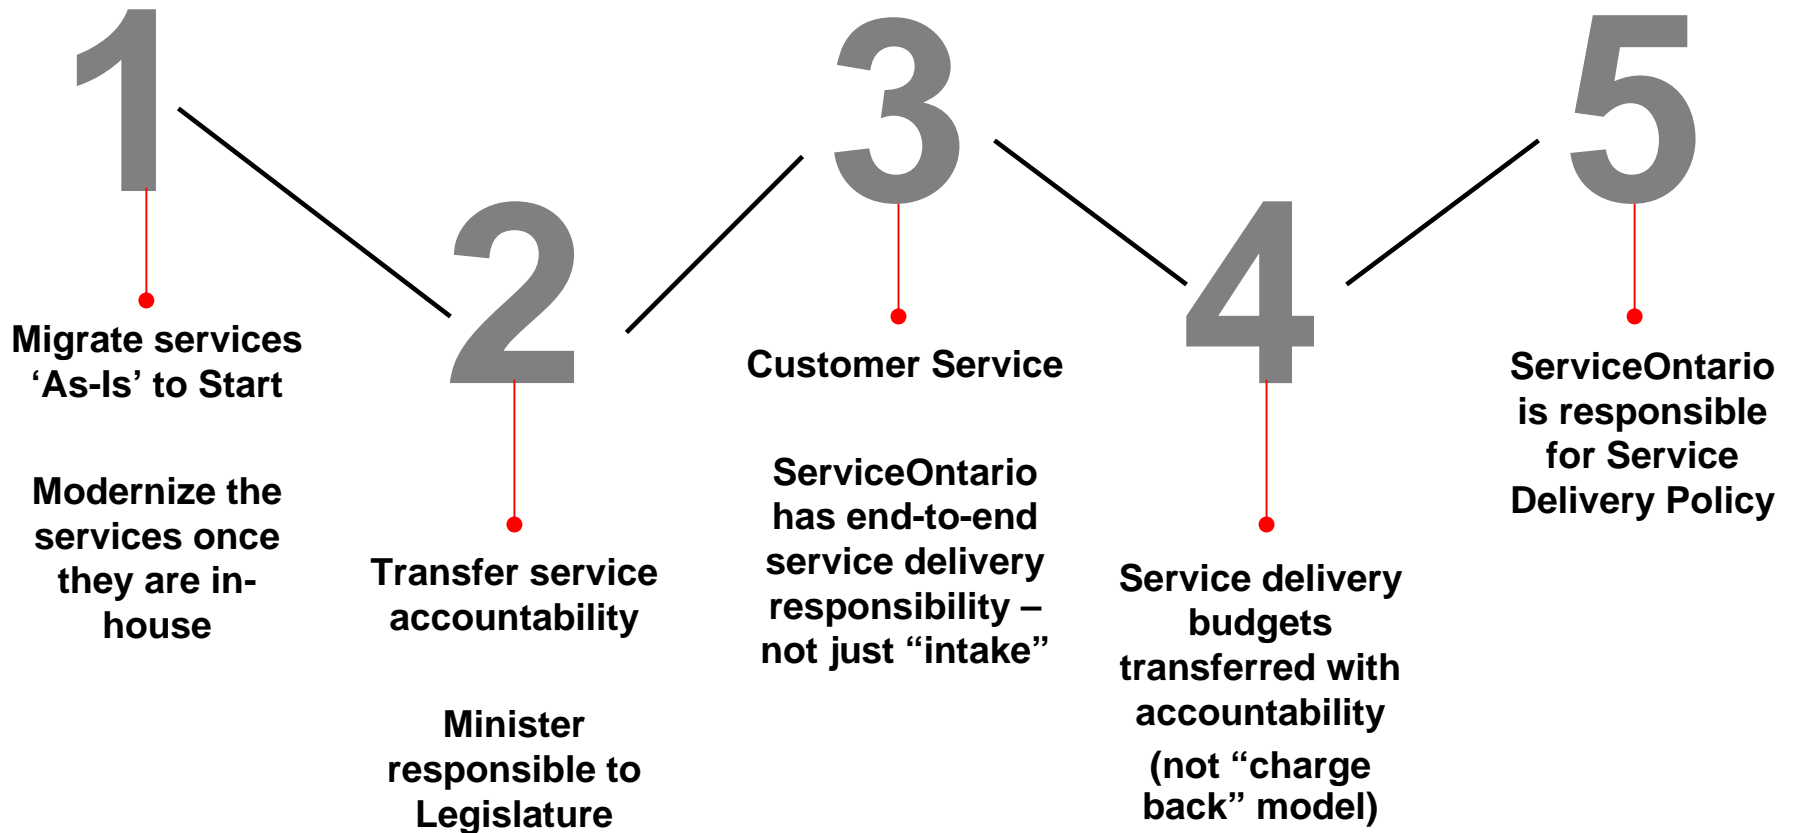 1
Migrate services
‘As-Is’ to Start
Modernize the
services once
they are in-
house
2
Transfer service
accountability
Minister
responsible to
Legislature
3
Customer Service
ServiceOntario
has end-to-end
service delivery
responsibility –
not just “intake”
4
Service delivery
budgets
transferred with
accountability
(not “charge
back” model)
5
ServiceOntario
is responsible
for Service
Delivery Policy